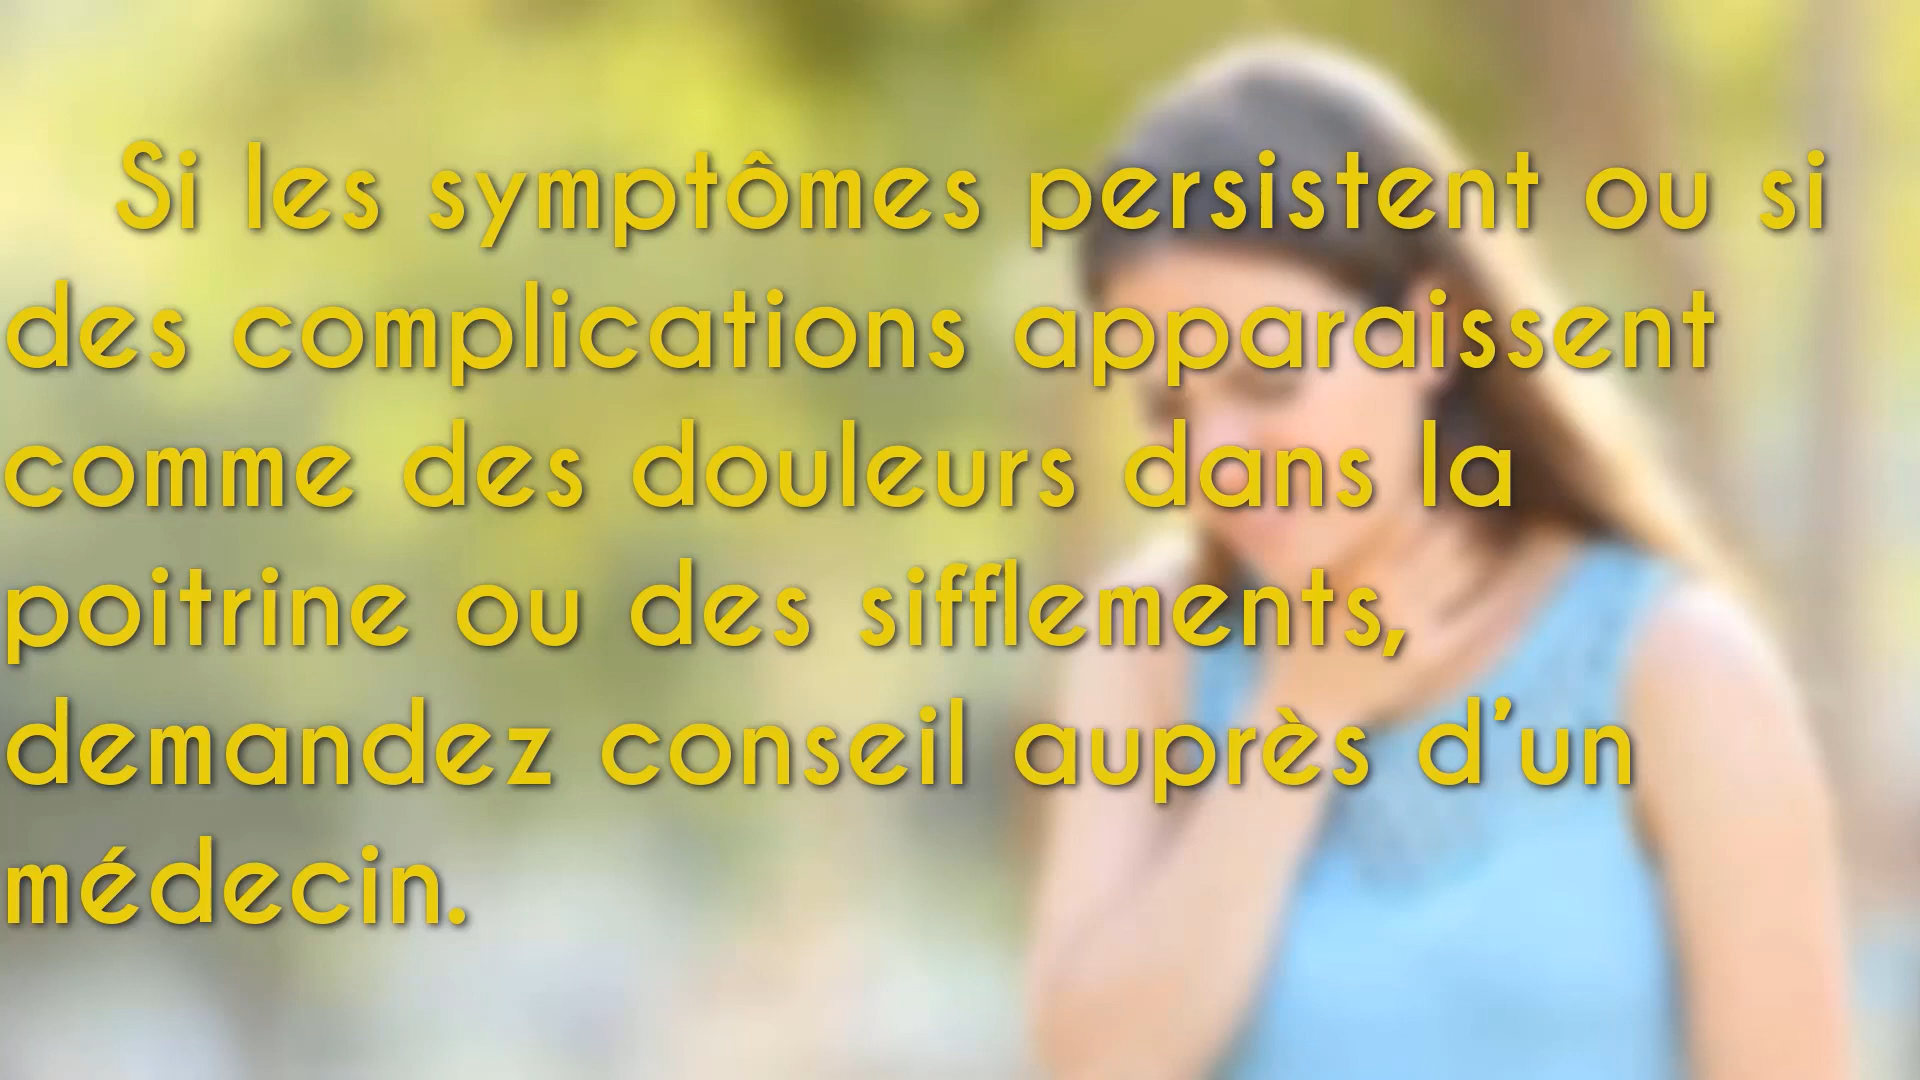 Si les symptômes persistent ou si
des complications apparaissent
comme des douleurs dans la
poitrine ou des sifflements,
demandez conseil auprès d’un
médecin.